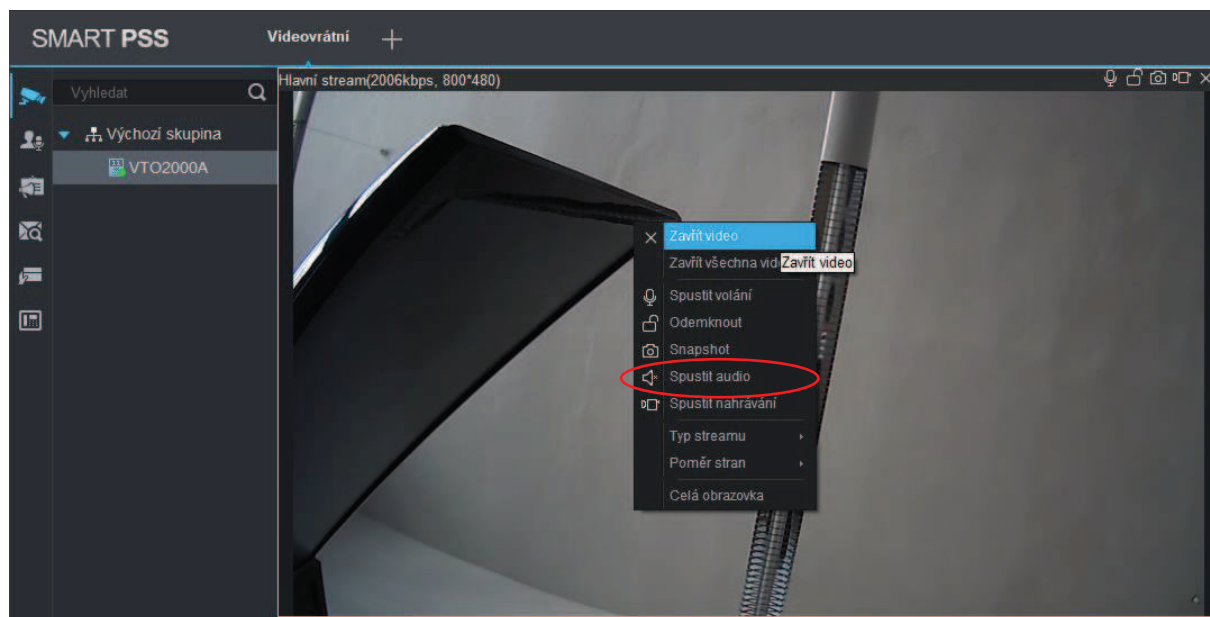 SMART PSS
Videovrátní
Vyhledat
Hlavní stream(2006kbps, 800*480)
Výchozí skupina
VTO2000A
Zavřít video
Zavřít všechna vid
Zavřít video
Spustit volání
Odemknout
Snapshot
Spustit audio
Spustit nahrávání
Typ streamu
Poměr stran
Celá obrazovka